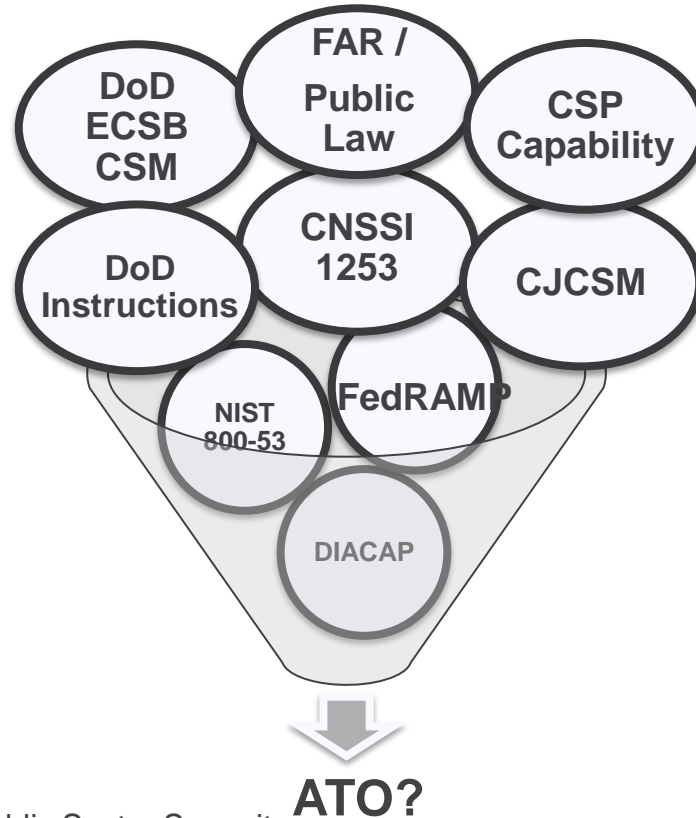 FAR /
Public
Law
DoD
ECSB
CSM
CSP
Capability
CNSSI
1253
DoD
Instructions
CJCSM
NIST
800-53
FedRAMP
DIACAP
ATO?